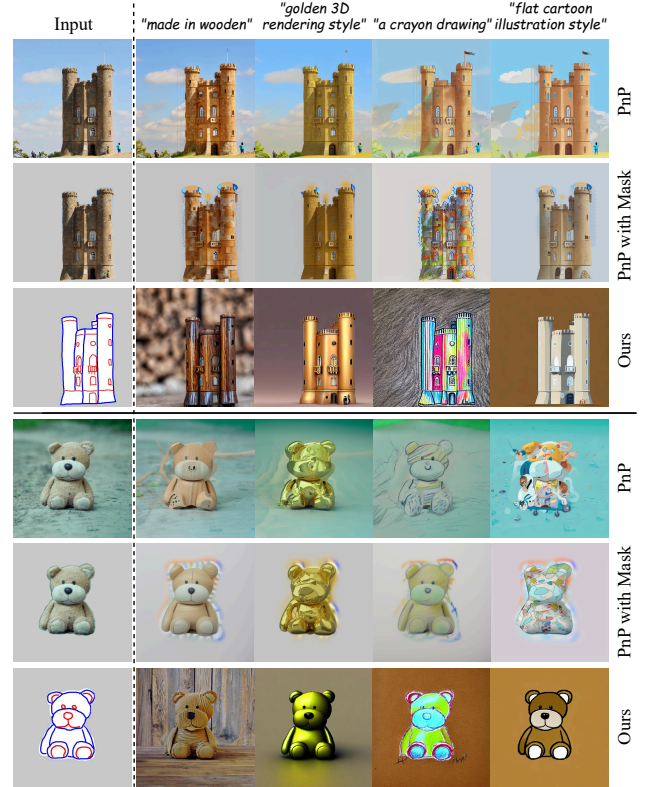 Input
"made in wooden"
"golden 3D
rendering style"
"a crayon drawing"
"flat cartoon
illustration style"
PnP
PnP with Mask
Ours
PnP
PnP with Mask
Ours